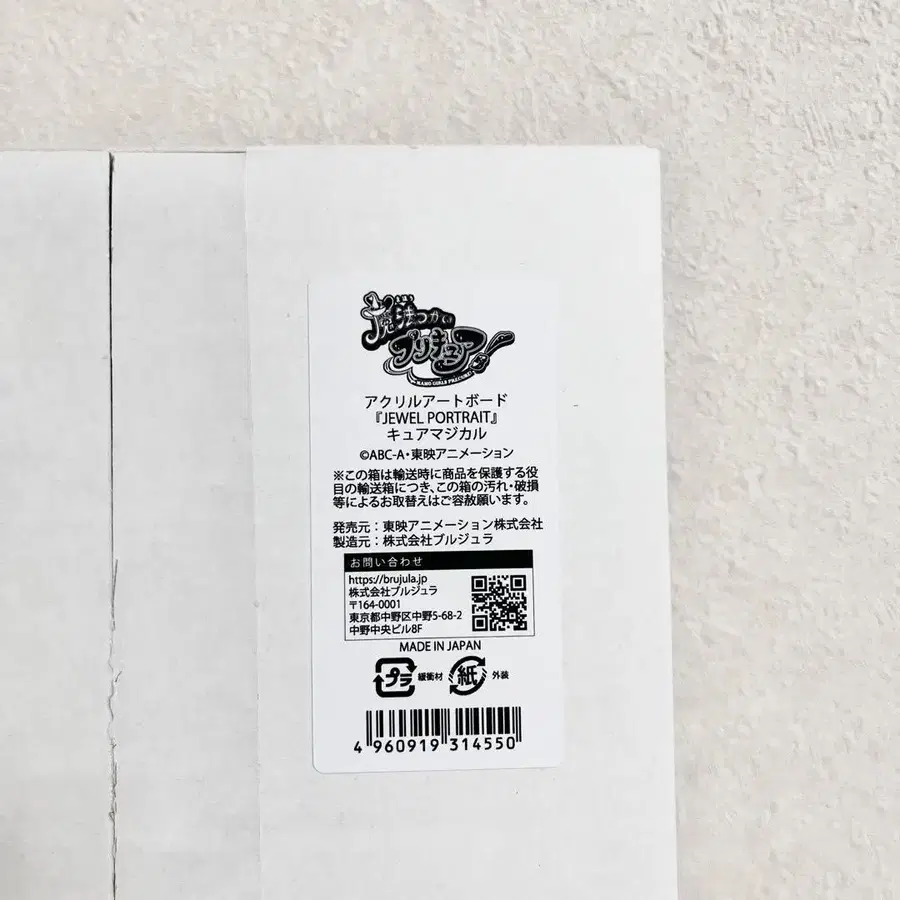 魔法つかい
プリキュア!
MAHO GIRLS PRECURE!
アクリルアートボード
『JEWEL PORTRAIT』
キュアマジカル
©ABC-A・東映アニメーション
※この箱は輸送時に商品を保護する役
目の輸送箱につき、この箱の汚れ・破損
等によるお取替えはご容赦願います。
発売元：東映アニメーション株式会社
製造元：株式会社ブルジュラ
お問い合わせ
https://brujula.jp
株式会社ブルジュラ
〒164-0001
東京都中野区中野5-68-2
中野中央ビル8F
MADE IN JAPAN
プラ 緩衝材 紙 外装
4 960919 314550